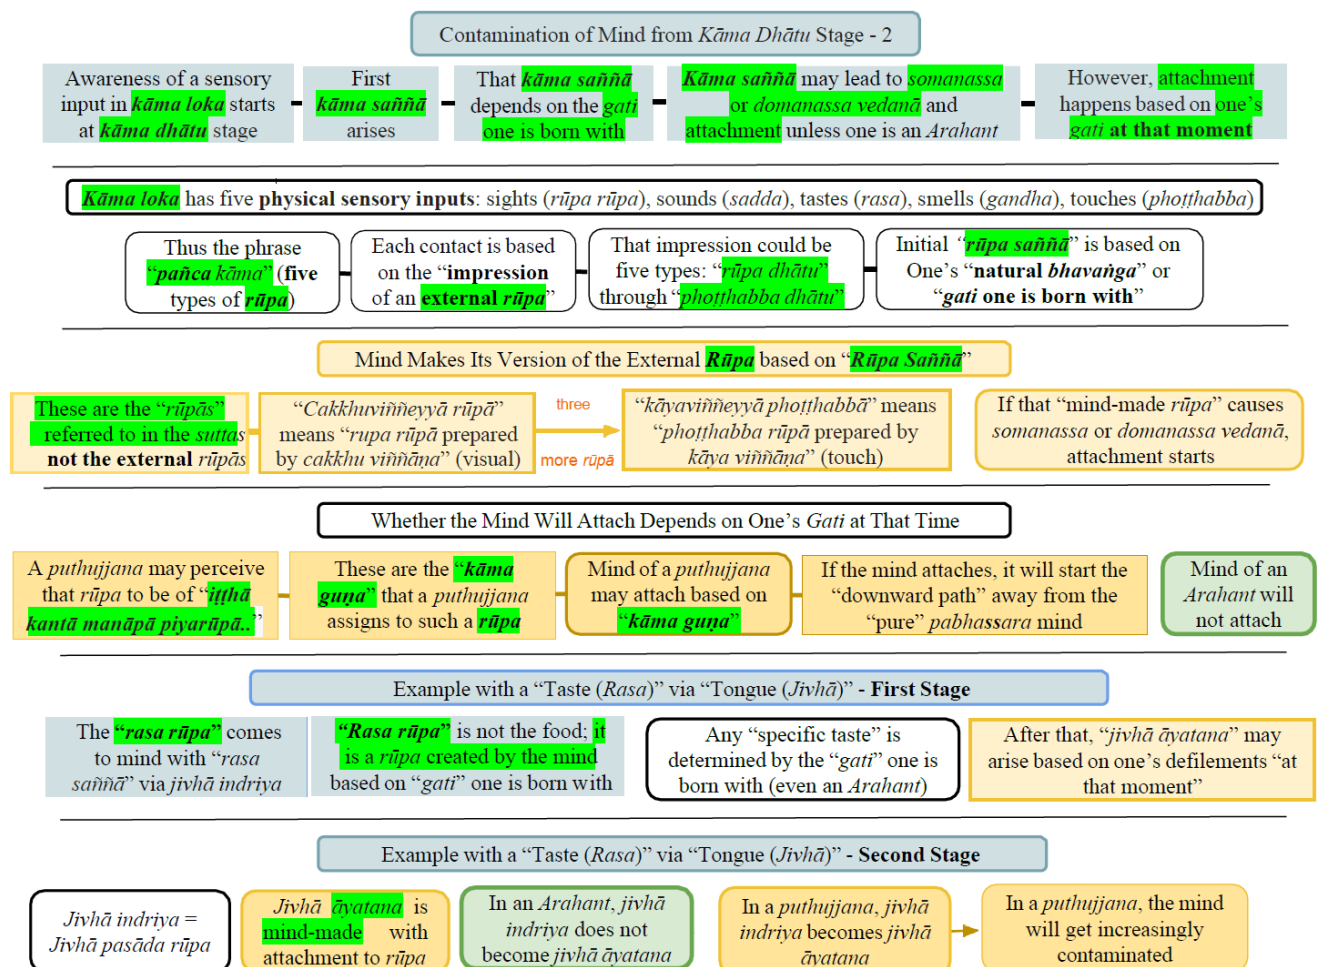 Contamination of Mind from Kāma Dhātu Stage - 2
Awareness of a sensory
input in kāma loka starts
at kāma dhātu stage
First
kāma saññā
arises
That kāma saññā
depends on the gati
one is born with
Kāma saññā may lead to somanassa
or domanassa vedanā and
attachment unless one is an Arahant
However, attachment
happens based on one’s
gati at that moment
Kāma loka has five physical sensory inputs: sights (rūpa rūpa), sounds (sadda), tastes (rasa), smells (gandha), touches (phoṭṭhabba)
Thus the phrase
“pañca kāma” (five
types of rūpa)
Each contact is based
on the “impression
of an external rūpa”
That impression could be
five types: “rūpa dhātu”
through “phoṭṭhabba dhātu”
Initial “rūpa saññā” is based on
One’s “natural bhavaṅga” or
“gati one is born with”
Mind Makes Its Version of the External Rūpa based on “Rūpa Saññā”
These are the “rūpās”
referred to in the suttas
not the external rūpās
“Cakkhuviññeyyā rūpā”
means “rupa rūpā prepared
by cakkhu viññāṇa” (visual)
three
more rūpā
“kāyaviññeyyā phoṭṭhabbā” means
“phoṭṭhabba rūpā prepared by
kāya viññāṇa” (touch)
If that “mind-made rūpa” causes
somanassa or domanassa vedanā,
attachment starts
Whether the Mind Will Attach Depends on One’s Gati at That Time
A puthujjana may perceive
that rūpa to be of “iṭṭhā
kantā manāpā piyarūpā..”
These are the “kāma
guṇa” that a puthujjana
assigns to such a rūpa
Mind of a puthujjana
may attach based on
“kāma guṇa”
If the mind attaches, it will start the
“downward path” away from the
“pure” pabhassara mind
Mind of an
Arahant will
not attach
Example with a “Taste (Rasa)” via “Tongue (Jivhā)” - First Stage
The “rasa rūpa” comes
to mind with “rasa
saññā” via jivhā indriya
“Rasa rūpa” is not the food; it
is a rūpa created by the mind
based on “gati” one is born with
Any “specific taste” is
determined by the “gati” one is
born with (even an Arahant)
After that, “jivhā āyatana” may
arise based on one’s defilements “at
that moment”
Example with a “Taste (Rasa)” via “Tongue (Jivhā)” - Second Stage
Jivhā indriya =
Jivhā pasāda rūpa
Jivhā āyatana is
mind-made with
attachment to rūpa
In an Arahant, jivhā
indriya does not
become jivhā āyatana
In a puthujjana, jivhā
indriya becomes jivhā
āyatana
In a puthujjana, the mind
will get increasingly
contaminated